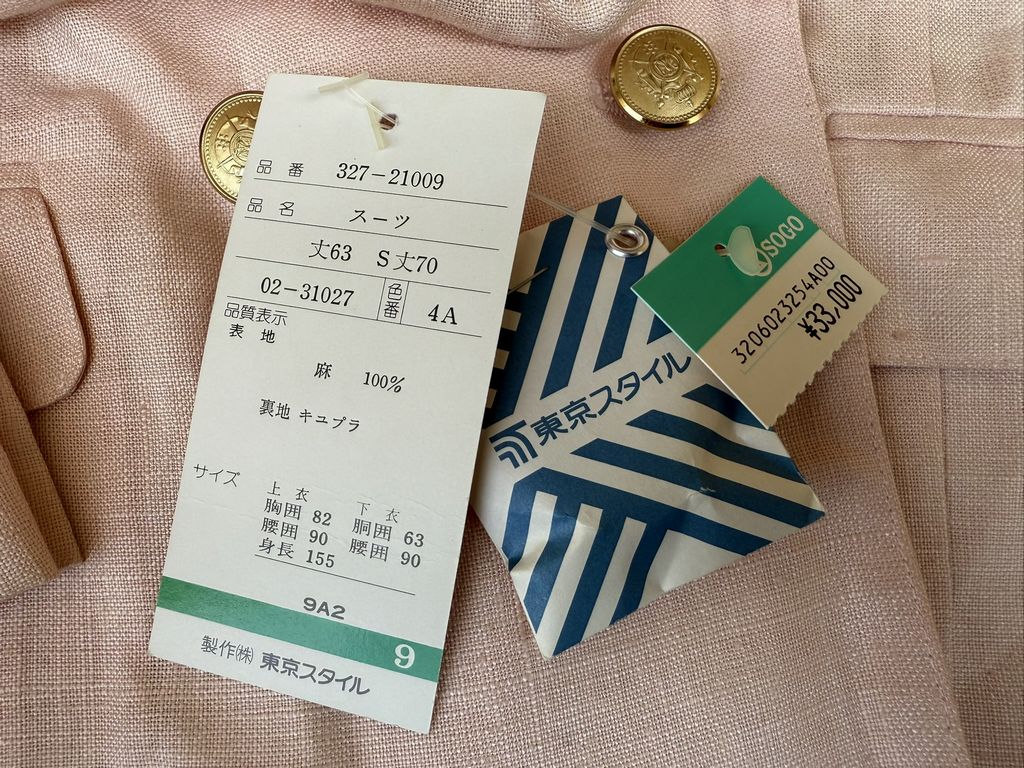 品番 327-21009
品名 スーツ
丈63 S丈70
02-31027 色番 4A
品質表示
表地
麻 100%
裏地 キュプラ
サイズ
上衣 下衣
胸囲 82 胴囲 63
腰囲 90 腰囲 90
身長 155
9A2
9
製作㈱ 東京スタイル
東京スタイル
SOGO
3206023254A00
¥33,000